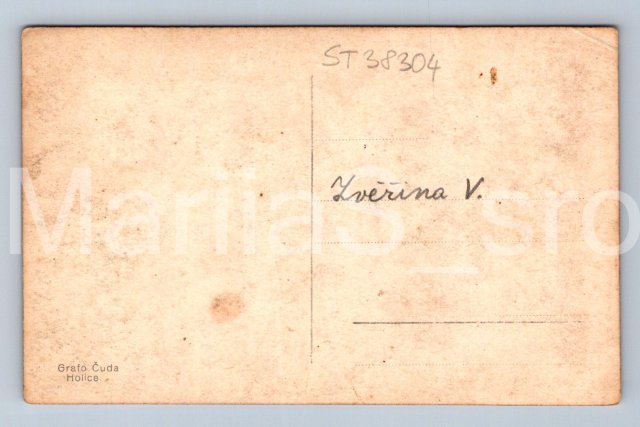 ST38304
Zvěřina V.
Grafo Čuda
Holice
MariiaS_sro